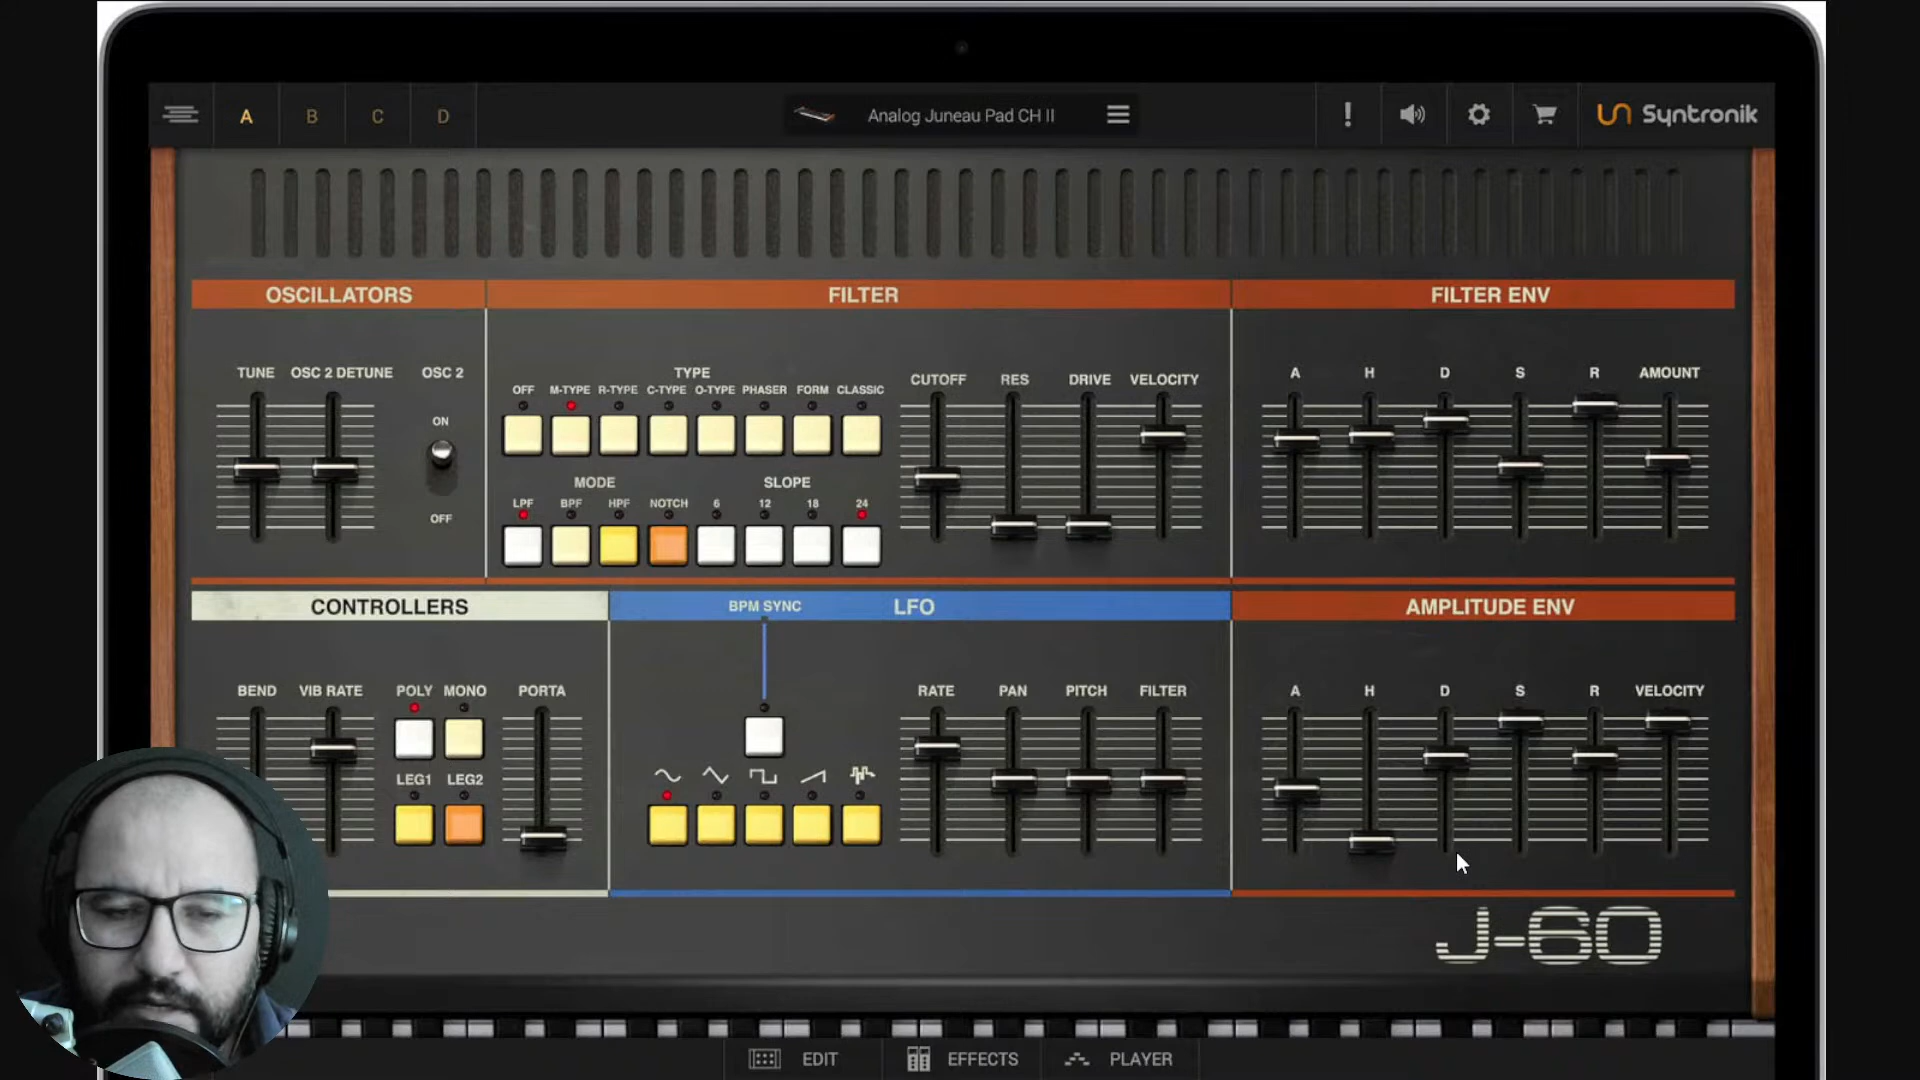 A B C D Analog Juneau Pad CH II ! Syntronik
OSCILLATORS FILTER FILTER ENV
TUNE OSC 2 DETUNE OSC 2
ON
OFF
TYPE
OFF M-TYPE R-TYPE C-TYPE O-TYPE PHASER FORM CLASSIC
MODE SLOPE
LPF BPF HPF NOTCH 6 12 18 24
CUTOFF RES DRIVE VELOCITY
A H D S R AMOUNT
CONTROLLERS BPM SYNC LFO AMPLITUDE ENV
BEND VIB RATE POLY MONO PORTA
LEG1 LEG2
RATE PAN PITCH FILTER
A H D S R VELOCITY
J-60
EDIT EFFECTS PLAYER